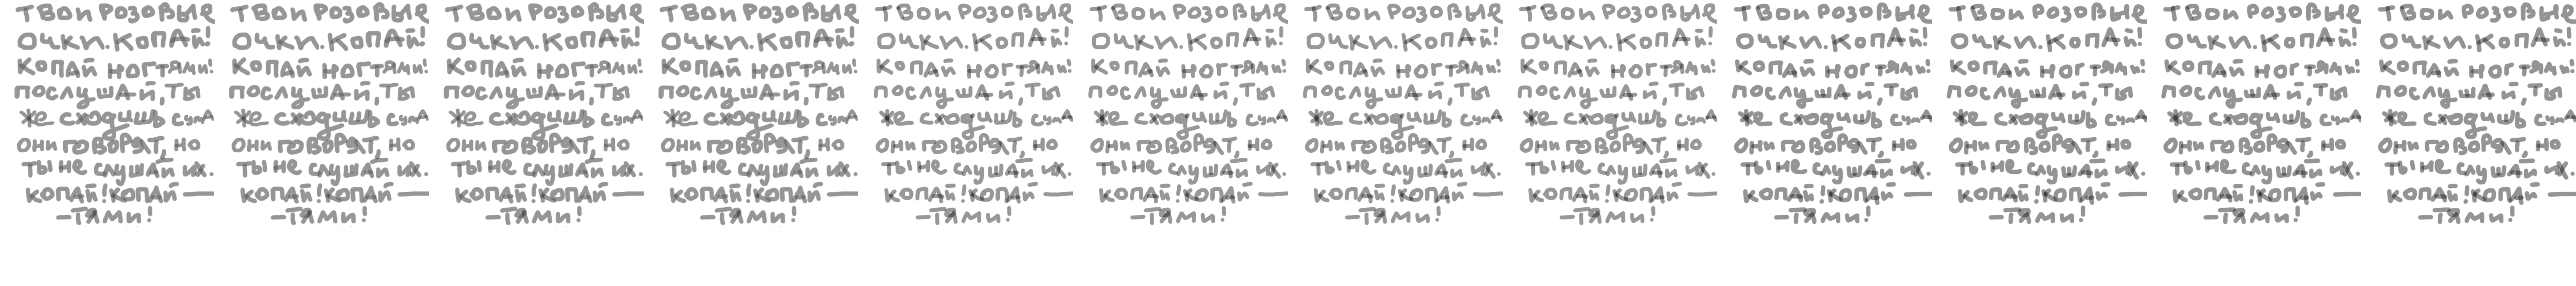 ТВОИ РОЗОВЫЕ
ОЧКИ. КОПАЙ!
КОПАЙ НОГТЯМИ!
ПОСЛУШАЙ, ТЫ
ЖЕ СХОДИШЬ С УМА
ОНИ ГОВОРЯТ, НО
ТЫ НЕ СЛУШАЙ ИХ.
КОПАЙ! КОПАЙ —
—ТЯМИ!
ТВОИ РОЗОВЫЕ
ОЧКИ. КОПАЙ!
КОПАЙ НОГТЯМИ!
ПОСЛУШАЙ, ТЫ
ЖЕ СХОДИШЬ С УМА
ОНИ ГОВОРЯТ, НО
ТЫ НЕ СЛУШАЙ ИХ.
КОПАЙ! КОПАЙ —
—ТЯМИ!
ТВОИ РОЗОВЫЕ
ОЧКИ. КОПАЙ!
КОПАЙ НОГТЯМИ!
ПОСЛУШАЙ, ТЫ
ЖЕ СХОДИШЬ С УМА
ОНИ ГОВОРЯТ, НО
ТЫ НЕ СЛУШАЙ ИХ.
КОПАЙ! КОПАЙ —
—ТЯМИ!
ТВОИ РОЗОВЫЕ
ОЧКИ. КОПАЙ!
КОПАЙ НОГТЯМИ!
ПОСЛУШАЙ, ТЫ
ЖЕ СХОДИШЬ С УМА
ОНИ ГОВОРЯТ, НО
ТЫ НЕ СЛУШАЙ ИХ.
КОПАЙ! КОПАЙ —
—ТЯМИ!
ТВОИ РОЗОВЫЕ
ОЧКИ. КОПАЙ!
КОПАЙ НОГТЯМИ!
ПОСЛУШАЙ, ТЫ
ЖЕ СХОДИШЬ С УМА
ОНИ ГОВОРЯТ, НО
ТЫ НЕ СЛУШАЙ ИХ.
КОПАЙ! КОПАЙ —
—ТЯМИ!
ТВОИ РОЗОВЫЕ
ОЧКИ. КОПАЙ!
КОПАЙ НОГТЯМИ!
ПОСЛУШАЙ, ТЫ
ЖЕ СХОДИШЬ С УМА
ОНИ ГОВОРЯТ, НО
ТЫ НЕ СЛУШАЙ ИХ.
КОПАЙ! КОПАЙ —
—ТЯМИ!
ТВОИ РОЗОВЫЕ
ОЧКИ. КОПАЙ!
КОПАЙ НОГТЯМИ!
ПОСЛУШАЙ, ТЫ
ЖЕ СХОДИШЬ С УМА
ОНИ ГОВОРЯТ, НО
ТЫ НЕ СЛУШАЙ ИХ.
КОПАЙ! КОПАЙ —
—ТЯМИ!
ТВОИ РОЗОВЫЕ
ОЧКИ. КОПАЙ!
КОПАЙ НОГТЯМИ!
ПОСЛУШАЙ, ТЫ
ЖЕ СХОДИШЬ С УМА
ОНИ ГОВОРЯТ, НО
ТЫ НЕ СЛУШАЙ ИХ.
КОПАЙ! КОПАЙ —
—ТЯМИ!
ТВОИ РОЗОВЫЕ
ОЧКИ. КОПАЙ!
КОПАЙ НОГТЯМИ!
ПОСЛУШАЙ, ТЫ
ЖЕ СХОДИШЬ С УМА
ОНИ ГОВОРЯТ, НО
ТЫ НЕ СЛУШАЙ ИХ.
КОПАЙ! КОПАЙ —
—ТЯМИ!
ТВОИ РОЗОВЫЕ
ОЧКИ. КОПАЙ!
КОПАЙ НОГТЯМИ!
ПОСЛУШАЙ, ТЫ
ЖЕ СХОДИШЬ С УМА
ОНИ ГОВОРЯТ, НО
ТЫ НЕ СЛУШАЙ ИХ.
КОПАЙ! КОПАЙ —
—ТЯМИ!
ТВОИ РОЗОВЫЕ
ОЧКИ. КОПАЙ!
КОПАЙ НОГТЯМИ!
ПОСЛУШАЙ, ТЫ
ЖЕ СХОДИШЬ С УМА
ОНИ ГОВОРЯТ, НО
ТЫ НЕ СЛУШАЙ ИХ.
КОПАЙ! КОПАЙ —
—ТЯМИ!
ТВОИ РОЗОВЫЕ
ОЧКИ. КОПАЙ!
КОПАЙ НОГТЯМИ!
ПОСЛУШАЙ, ТЫ
ЖЕ СХОДИШЬ С УМА
ОНИ ГОВОРЯТ, НО
ТЫ НЕ СЛУШАЙ ИХ.
КОПАЙ! КОПАЙ —
—ТЯМИ!